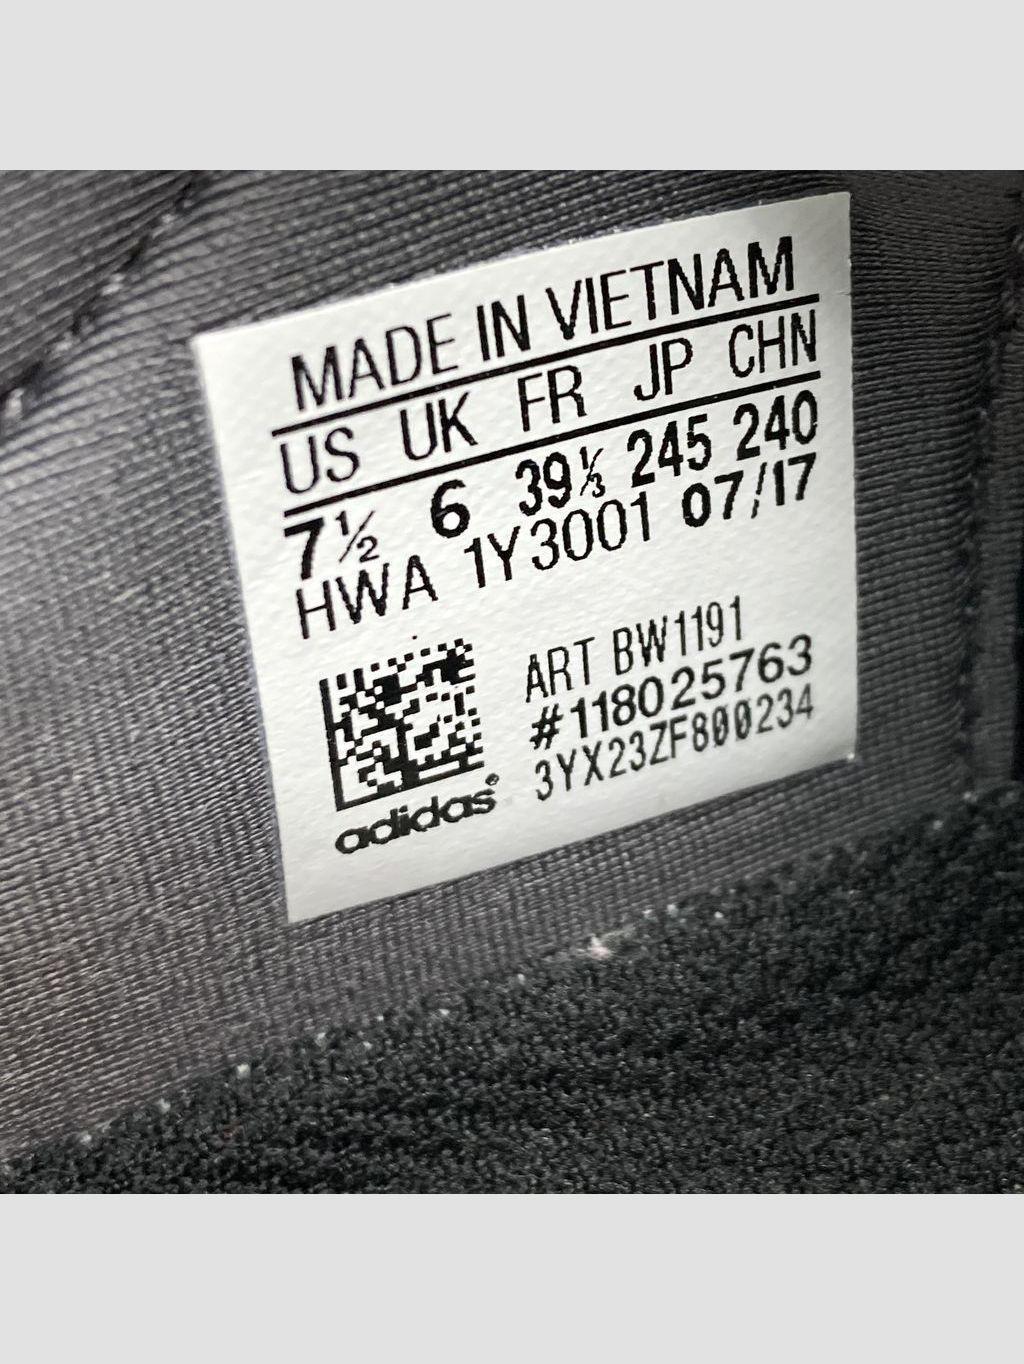 MADE IN VIETNAM
US UK FR JP CHN
7½ 6 39⅓ 245 240
HWA 1Y3001 07/17
ART BW1191
#118025763
3YX23ZF800234
adidas®